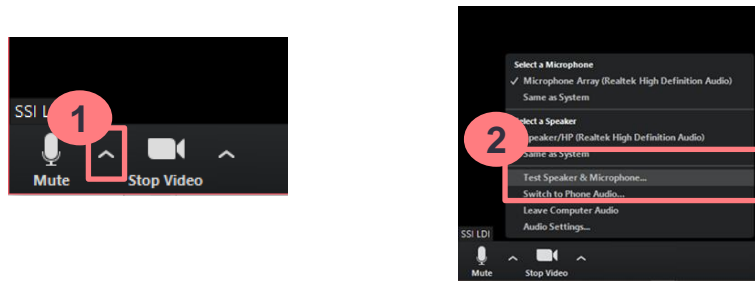 1
SSI L
Mute
Stop Video
2
Select a Microphone
✓ Microphone Array (Realtek High Definition Audio)
Same as System
elect a Speaker
peaker/HP (Realtek High Definition Audio)
Same as System
Test Speaker & Microphone...
Switch to Phone Audio...
Leave Computer Audio
Audio Settings...
SSI LDI
Mute
Stop Video